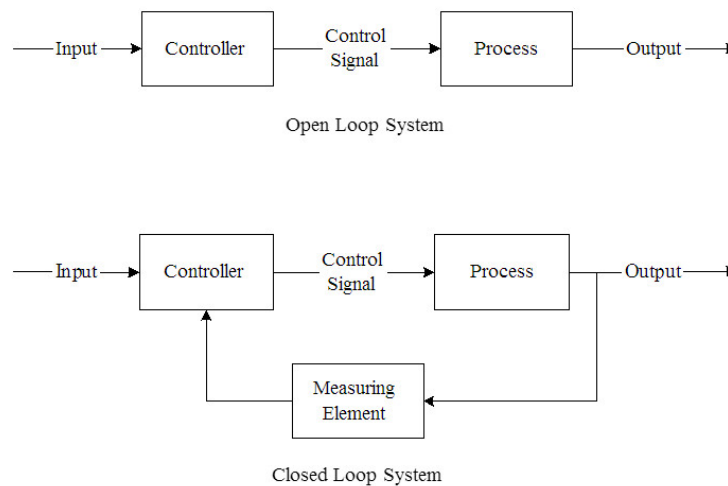 Input
Controller
Control
Signal
Process
Output
Open Loop System
Input
Controller
Control
Signal
Process
Output
Measuring
Element
Closed Loop System